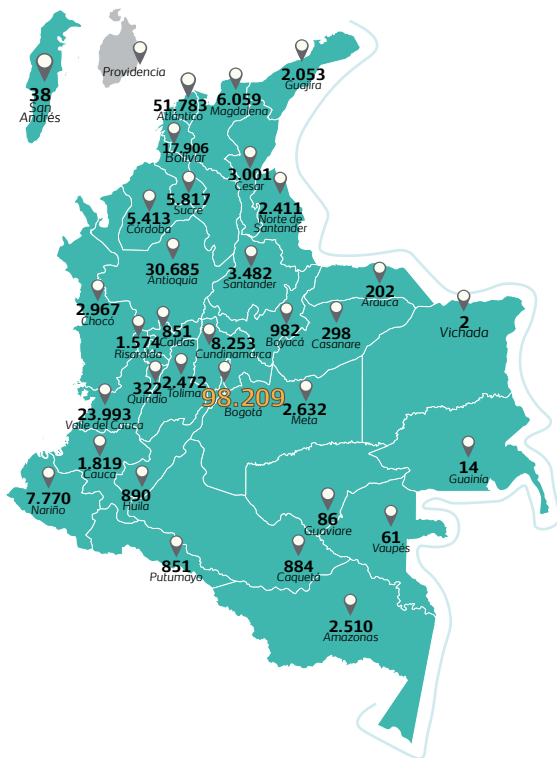 38
San
Andrés
Providencia
2.053
Guajira
51.783
Atlántico
6.059
Magdalena
17.906
Bolívar
3.001
Cesar
5.817
Sucre
2.411
Norte de
Santander
5.413
Córdoba
30.685
Antioquia
3.482
Santander
202
Arauca
2.967
Chocó
2
Vichada
1.574
Risaralda
851
Caldas
8.253
Cundinamarca
982
Boyacá
298
Casanare
322
Quindío
2.472
Tolima
98.209
Bogotá
2.632
Meta
23.993
Valle del Cauca
1.819
Cauca
14
Guainía
7.770
Nariño
890
Huila
86
Guaviare
61
Vaupés
851
Putumayo
884
Caquetá
2.510
Amazonas